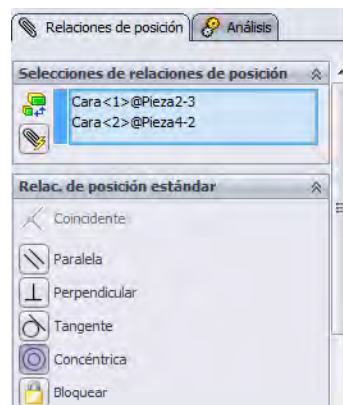 Relaciones de posición Análisis
Selecciones de relaciones de posición
Cara<1>@Pieza2-3
Cara<2>@Pieza4-2
Relac. de posición estándar
Coincidente
Paralela
Perpendicular
Tangente
Concéntrica
Bloquear